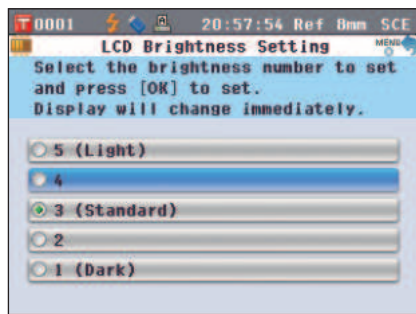 T0001 20:57:54 Ref 8mm SCE
LCD Brightness Setting MENU
Select the brightness number to set
and press [OK] to set.
Display will change immediately.
5 (Light)
4
3 (Standard)
2
1 (Dark)